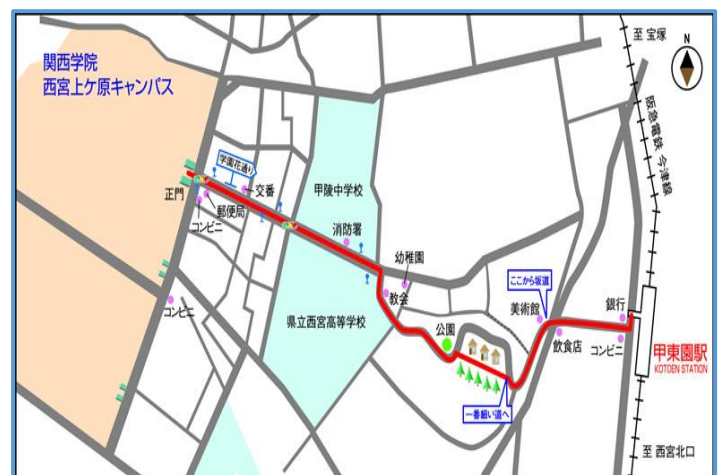 関西学院
西宮上ケ原キャンパス
至 宝塚
N
阪急電鉄 今津線
学園花通り
正門
交番
郵便局
コンビニ
甲陵中学校
消防署
幼稚園
教会
コンビニ
県立西宮高等学校
公園
ここから坂道
美術館
銀行
飲食店
コンビニ
甲東園駅
KOTOEN STATION
一番細い道へ
至 西宮北口